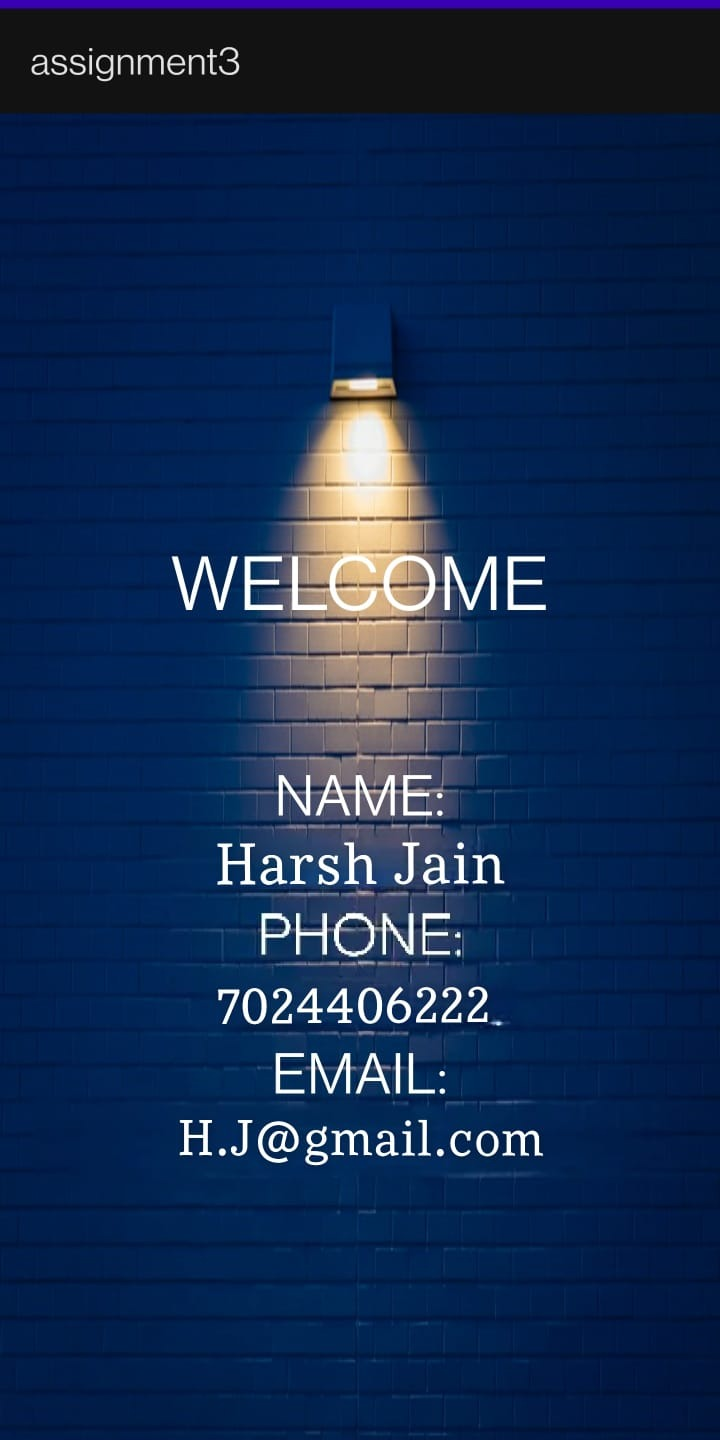 assignment3
WELCOME
NAME:
Harsh Jain
PHONE:
7024406222
EMAIL:
H.J@gmail.com